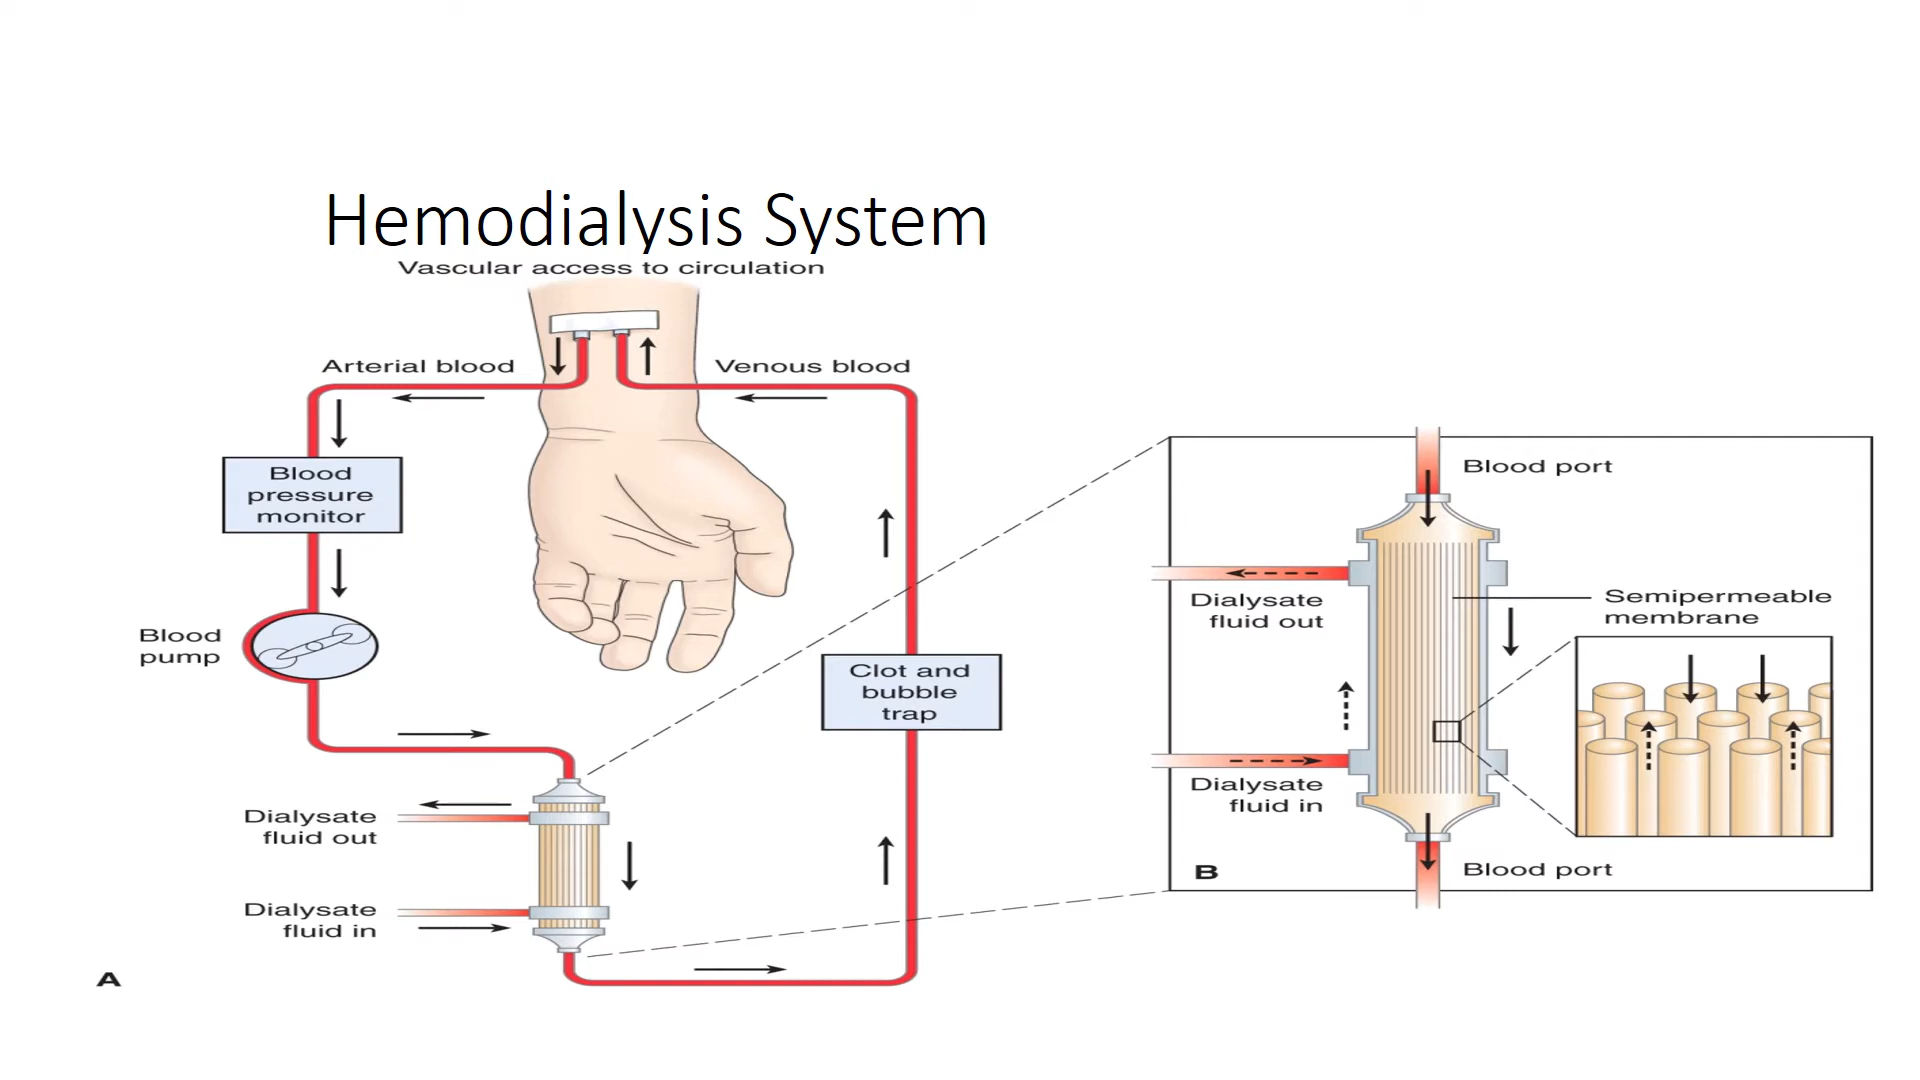 Hemodialysis System
Vascular access to circulation
Arterial blood
Venous blood
Blood
pressure
monitor
Blood
pump
Clot and
bubble
trap
Dialysate
fluid out
Dialysate
fluid in
A
Blood port
Dialysate
fluid out
Semipermeable
membrane
Dialysate
fluid in
Blood port
B